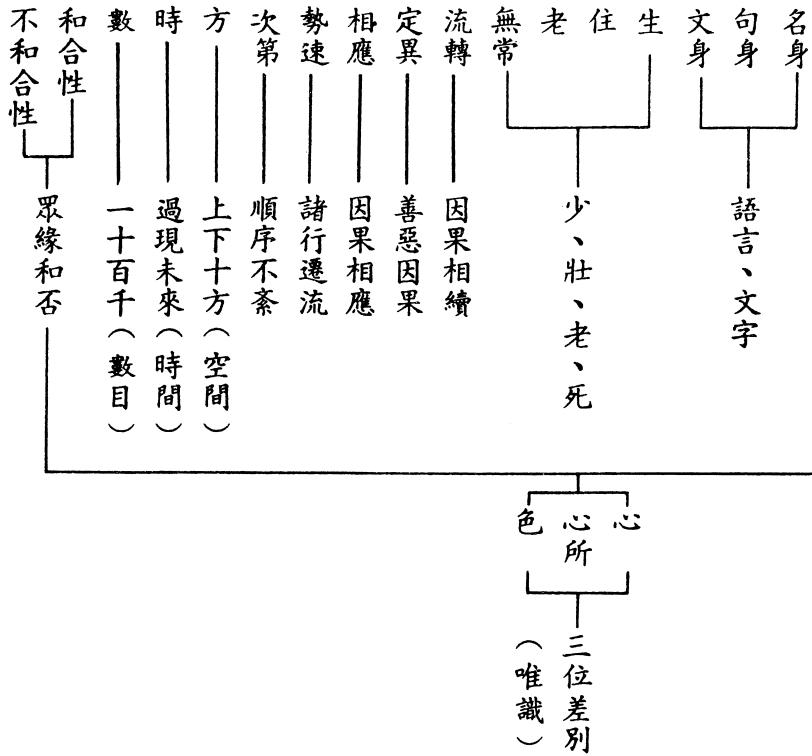 名身
句身
文身
生
住
老
無常
流轉
定異
相應
勢速
次第
方
時
數
和合性
不和合性
語言、文字
少、壯、老、死
因果相續
善惡因果
因果相應
諸行遷流
順序不紊
上下十方（空間）
過現未來（時間）
一十百千（數目）
眾緣和否
心
心所
色
三位差別
（唯識）